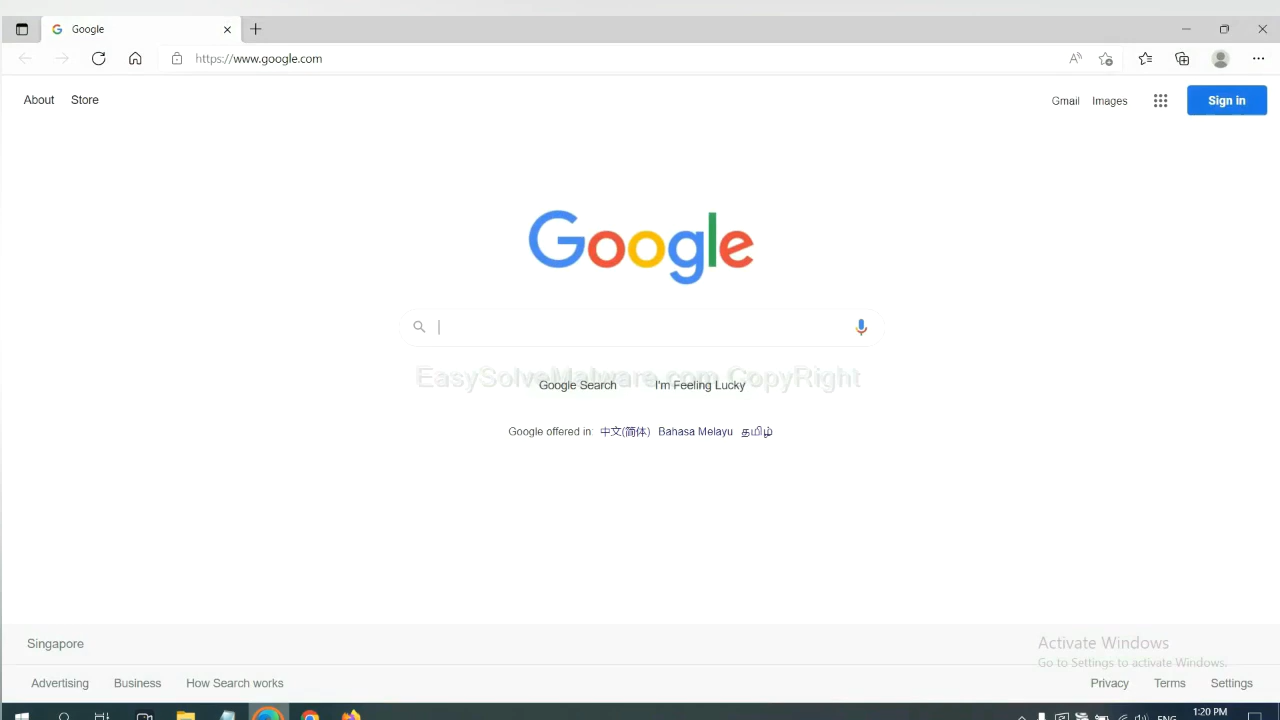 Google
https://www.google.com
About Store
Gmail Images Sign in
Google
EasySolveMalware.com CopyRight
Google Search I'm Feeling Lucky
Google offered in: 中文(简体) Bahasa Melayu தமிழ்
Singapore
Activate Windows
Go to Settings to activate Windows.
Advertising Business How Search works
Privacy Terms Settings
ENG
1:20 PM